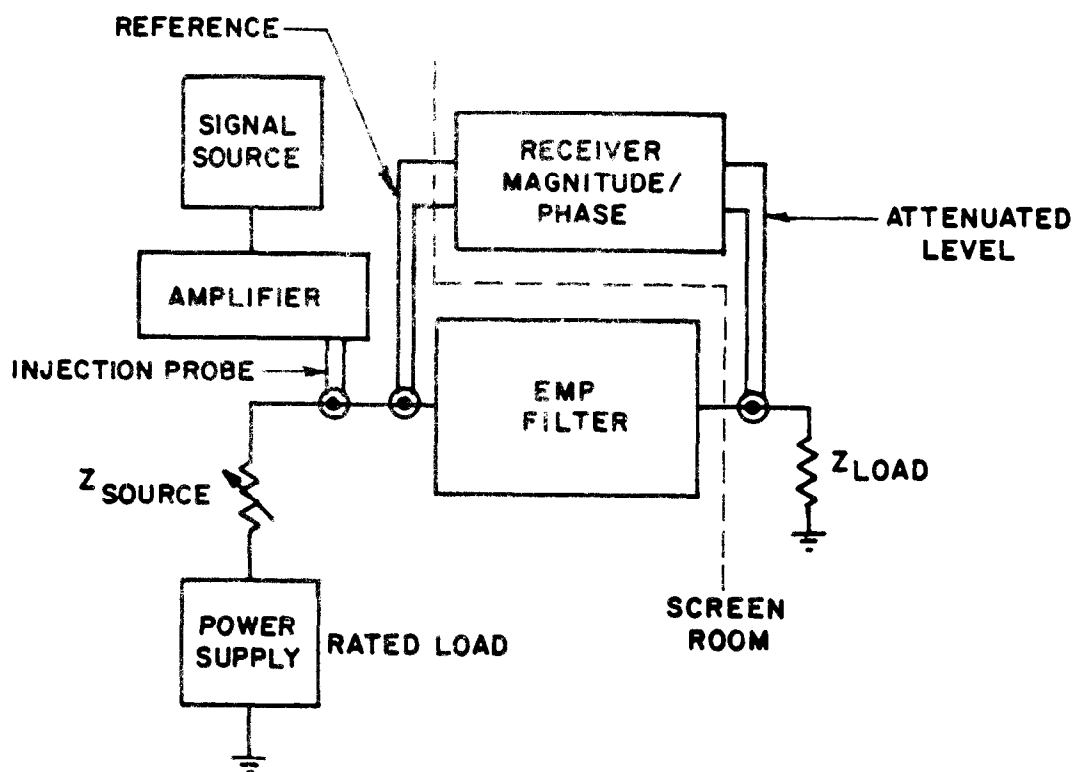 REFERENCE
SIGNAL
SOURCE
RECEIVER
MAGNITUDE/
PHASE
ATTENUATED
LEVEL
AMPLIFIER
INJECTION PROBE
EMP
FILTER
Z SOURCE
Z LOAD
POWER
SUPPLY
RATED LOAD
SCREEN
ROOM